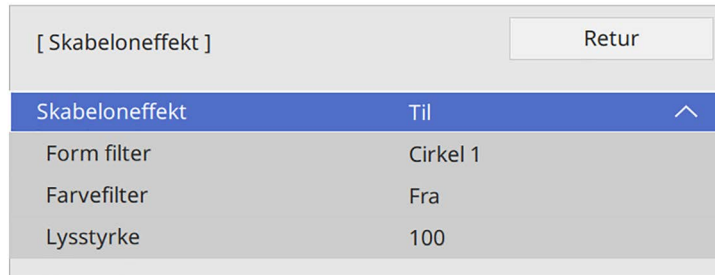 [ Skabeloneffekt ] Retur
Skabeloneffekt Til
Form filter Cirkel 1
Farvefilter Fra
Lysstyrke 100